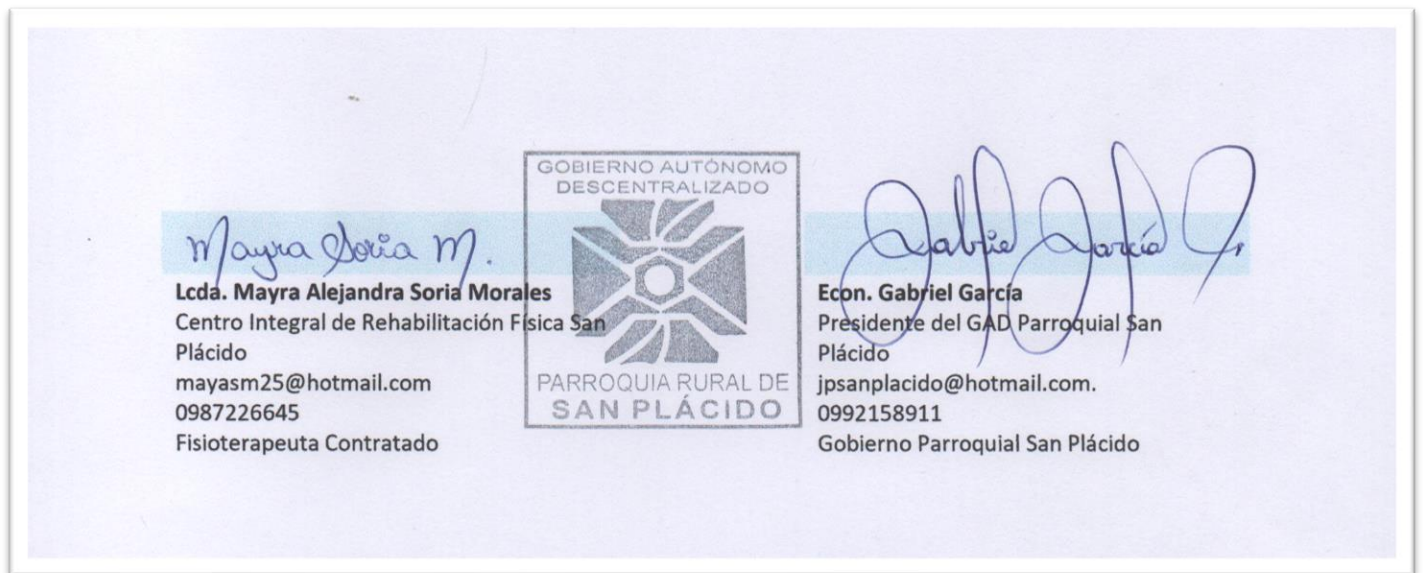 Mayra Soria M.
Lcda. Mayra Alejandra Soria Morales
Centro Integral de Rehabilitación Física San
Plácido
mayasm25@hotmail.com
0987226645
Fisioterapeuta Contratado
GOBIERNO AUTÓNOMO
DESCENTRALIZADO
PARROQUIA RURAL DE
SAN PLÁCIDO
Gabriel García
Econ. Gabriel García
Presidente del GAD Parroquial San
Plácido
jpsanplacido@hotmail.com.
0992158911
Gobierno Parroquial San Plácido